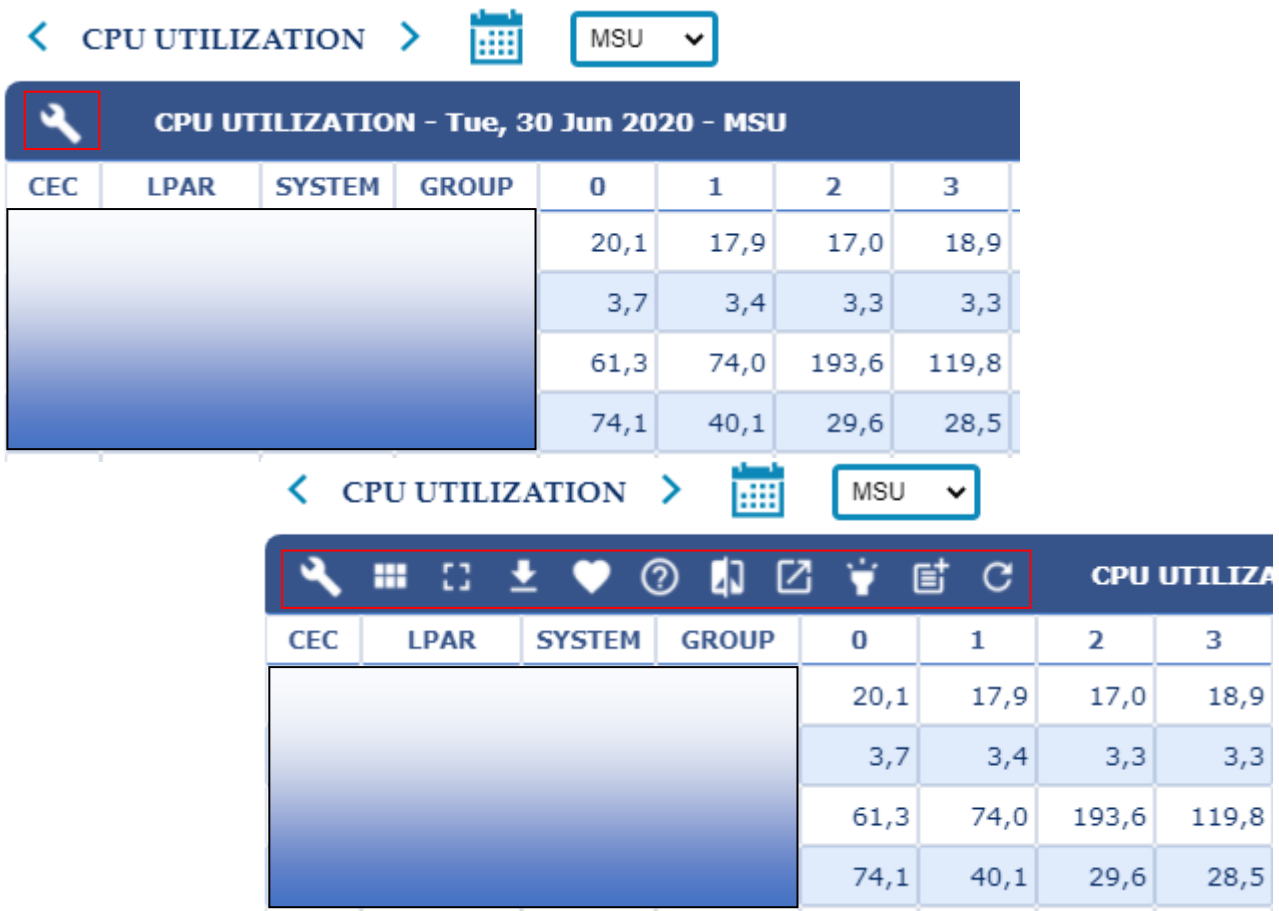 CPU UTILIZATION MSU
CPU UTILIZATION - Tue, 30 Jun 2020 - MSU
CEC LPAR SYSTEM GROUP 0 1 2 3
20,1 17,9 17,0 18,9
3,7 3,4 3,3 3,3
61,3 74,0 193,6 119,8
74,1 40,1 29,6 28,5
CPU UTILIZATION MSU
CPU UTILIZA
CEC LPAR SYSTEM GROUP 0 1 2 3
20,1 17,9 17,0 18,9
3,7 3,4 3,3 3,3
61,3 74,0 193,6 119,8
74,1 40,1 29,6 28,5